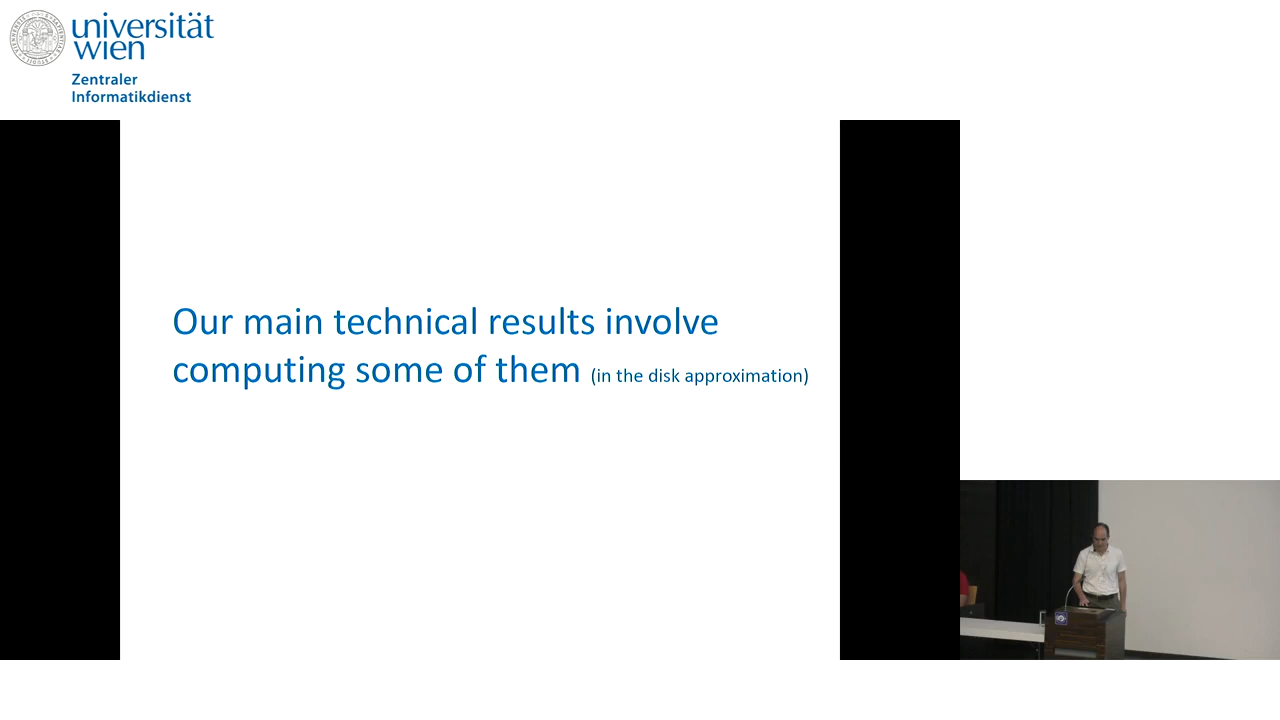 universität
wien
Zentraler
Informatikdienst
Our main technical results involve
computing some of them (in the disk approximation)